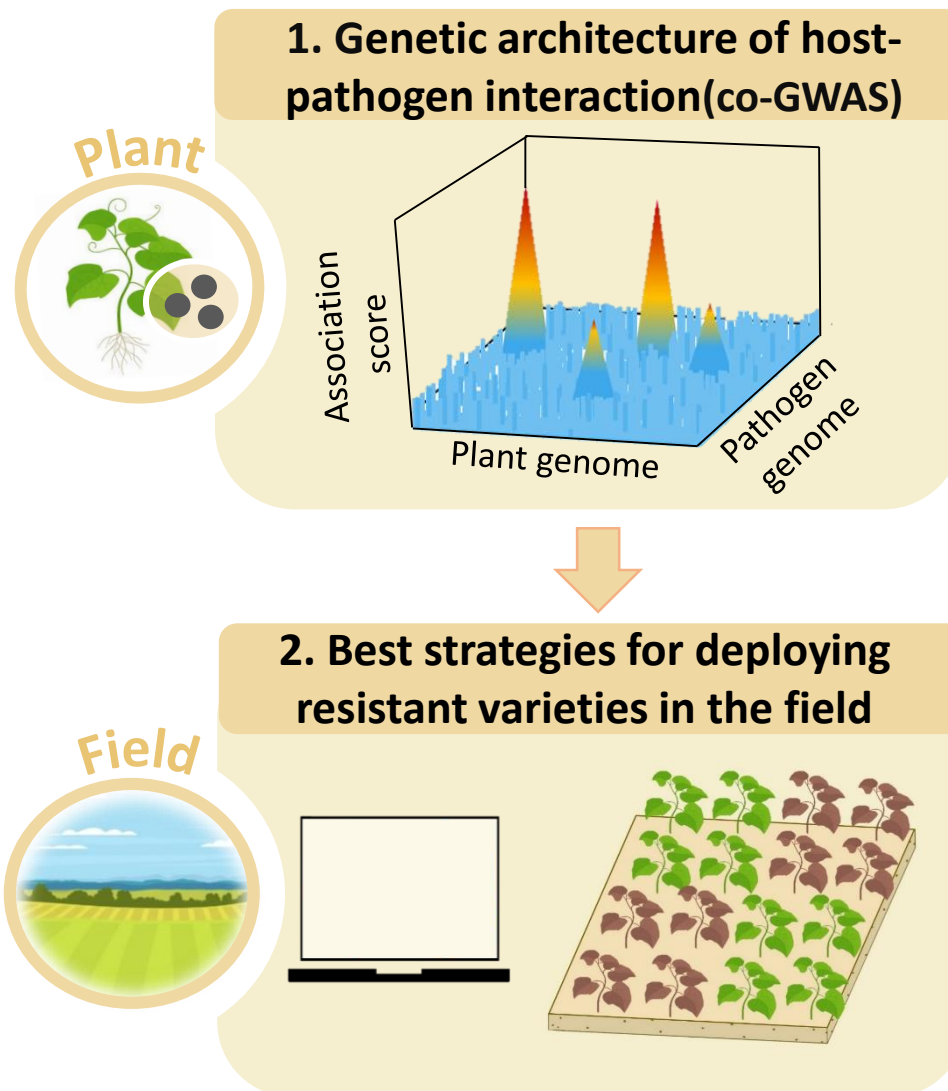 1. Genetic architecture of host-
pathogen interaction(co-GWAS)
Plant
Association
score
Plant genome
Pathogen
genome
2. Best strategies for deploying
resistant varieties in the field
Field